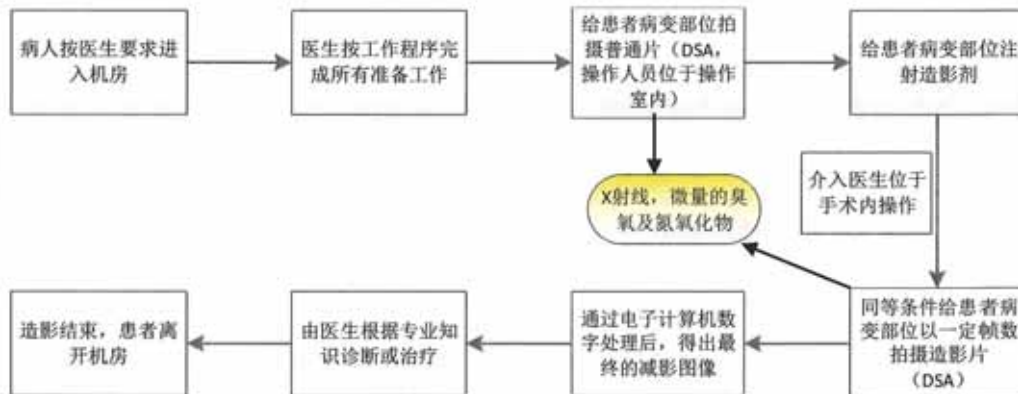 病人按医生要求进
入机房
医生按工作程序完
成所有准备工作
给患者病变部位拍
摄普通片（DSA，
操作人员位于操作
室内）
给患者病变部位注
射造影剂
介入医生位于
手术内操作
X射线，微量的臭
氧及氮氧化物
同等条件给患者病
变部位以一定帧数
拍摄造影片
（DSA）
通过电子计算机数
字处理后，得出最
终的减影图像
由医生根据专业知
识诊断或治疗
造影结束，患者离
开机房